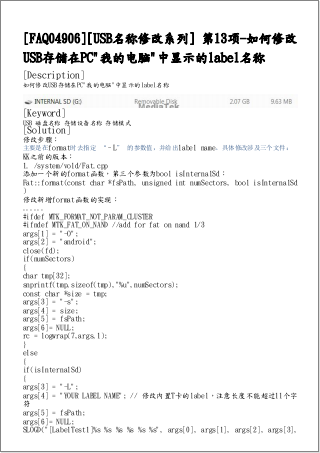 [FAQ04906][USB名称修改系列] 第13项-如何修改
USB存储在PC"我的电脑"中显示的label名称
[Description]
如何修改USB存储在PC"我的电脑"中显示的label名称
INTERNAL SD (G:) Removable Disk 2.07 GB 9.63 MB
MediaTek
[Keyword]
USB 磁盘名称 存储设备名称 存储模式
[Solution]
修改步骤:
主要是在format时去指定 "-L" 的参数值,并给出label name。具体修改涉及三个文件:
KK之前的版本:
1. /system/vold/Fat.cpp
添加一个新的format函数,第三个参数为bool isInternalSd:
Fat::format(const char *fsPath, unsigned int numSectors, bool isInternalSd
)
修改新增format函数的实现:
......
#ifdef MTK_FORMAT_NOT_PARAM_CLUSTER
#ifdef MTK_FAT_ON_NAND //add for fat on nand 1/3
args[1] = "-O";
args[2] = "android";
close(fd);
if(numSectors)
{
char tmp[32];
snprintf(tmp,sizeof(tmp),"%u",numSectors);
const char *size = tmp;
args[3] = "-s";
args[4] = size;
args[5] = fsPath;
args[6]= NULL;
rc = logwrap(7,args,1);
}
else
{
if(isInternalSd)
{
args[3] = "-L";
args[4] = "YOUR LABEL NAME"; // 修改内置T卡的label,注意长度不能超过11个字
符
args[5] = fsPath;
args[6]= NULL;
SLOGD("[LabelTest1]%s %s %s %s %s %s", args[0], args[1], args[2], args[3],